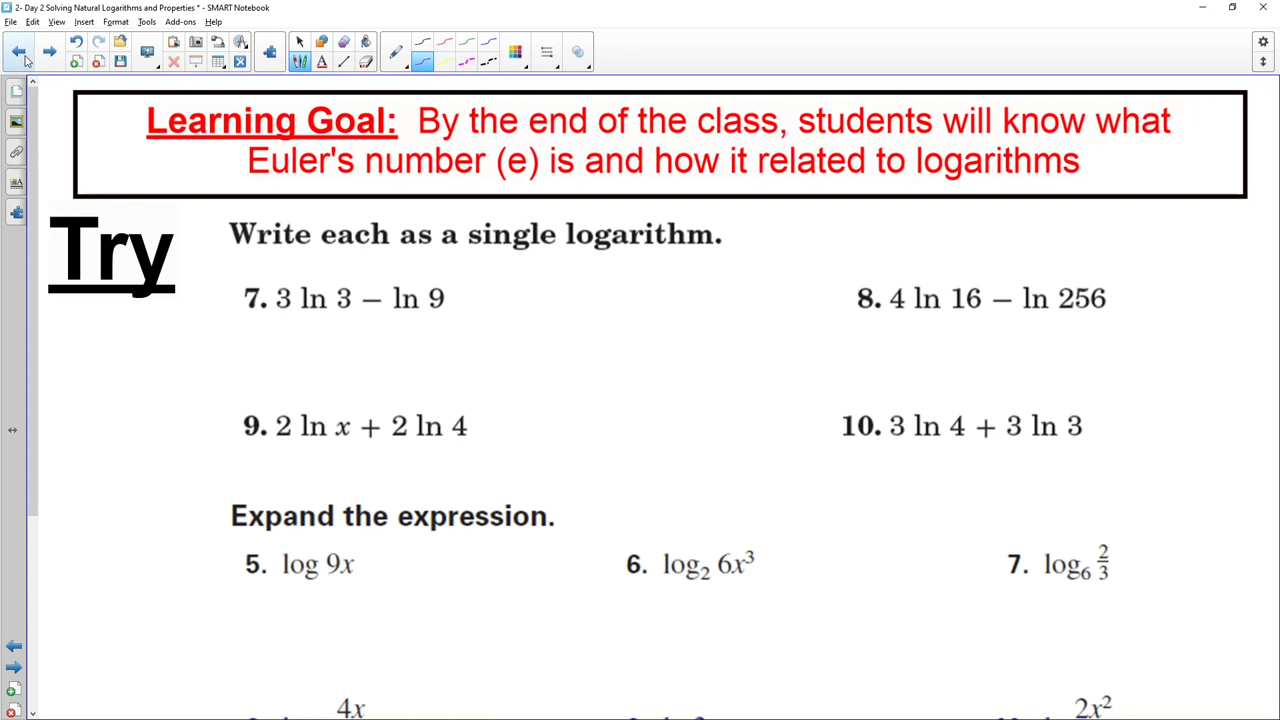 2- Day 2 Solving Natural Logarithms and Properties * - SMART Notebook
File Edit View Insert Format Tools Add-ons Help
Learning Goal: By the end of the class, students will know what
Euler's number (e) is and how it related to logarithms
Try
Write each as a single logarithm.
7. 3 ln 3 − ln 9
8. 4 ln 16 − ln 256
9. 2 ln x + 2 ln 4
10. 3 ln 4 + 3 ln 3
Expand the expression.
5. log 9x
6. log₂ 6x³
7. log₆ 2/3
4x
2x²